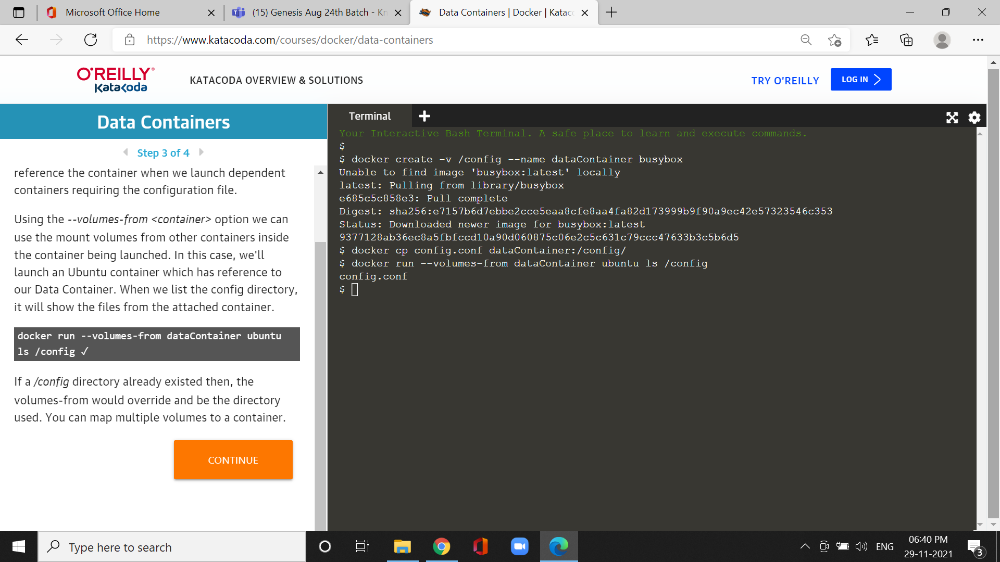 Microsoft Office Home
(15) Genesis Aug 24th Batch - Kn
Data Containers | Docker | Katac
https://www.katacoda.com/courses/docker/data-containers
O'REILLY®
Katacoda
KATACODA OVERVIEW & SOLUTIONS
TRY O'REILLY
LOG IN
Data Containers
Step 3 of 4
reference the container when we launch dependent
containers requiring the configuration file.
Using the --volumes-from <container> option we can
use the mount volumes from other containers inside
the container being launched. In this case, we'll
launch an Ubuntu container which has reference to
our Data Container. When we list the config directory,
it will show the files from the attached container.
docker run --volumes-from dataContainer ubuntu
ls /config ✓
If a /config directory already existed then, the
volumes-from would override and be the directory
used. You can map multiple volumes to a container.
CONTINUE
Terminal
Your Interactive Bash Terminal. A safe place to learn and execute commands.
$
$ docker create -v /config --name dataContainer busybox
Unable to find image 'busybox:latest' locally
latest: Pulling from library/busybox
e685c5c858e3: Pull complete
Digest: sha256:e7157b6d7ebbe2cce5eaa8cfe8aa4fa82d173999b9f90a9ec42e57323546c353
Status: Downloaded newer image for busybox:latest
9377128ab36ec8a5fbfccd10a90d060875c06e2c5c631c79ccc47633b3c5b6d5
$ docker cp config.conf dataContainer:/config/
$ docker run --volumes-from dataContainer ubuntu ls /config
config.conf
$
Type here to search
ENG
06:40 PM
29-11-2021
3